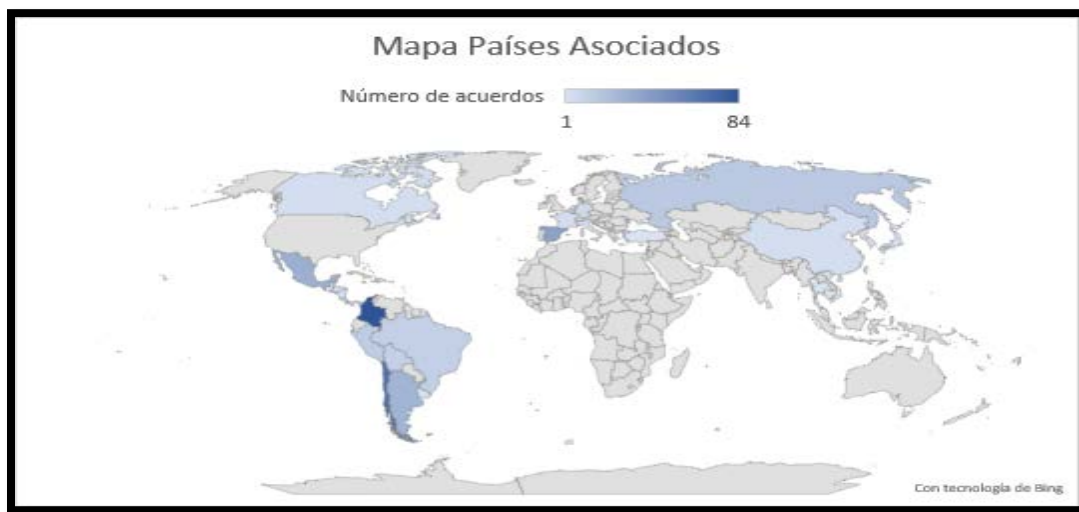 Mapa Países Asociados
Número de acuerdos
1 84
Con tecnología de Bing